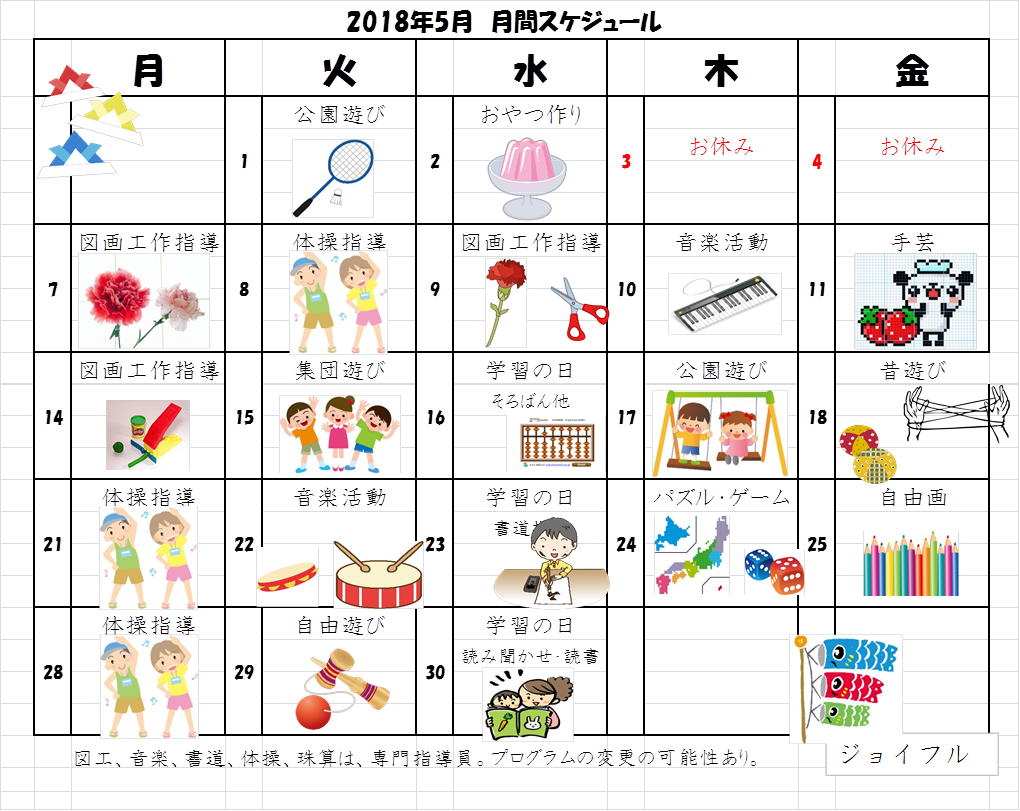 2018年5月 月間スケジュール
月 火 水 木 金
公園遊び おやつ作り
1 2 3 お休み 4 お休み
図画工作指導 体操指導 図画工作指導 音楽活動 手芸
7 8 9 10 11
図画工作指導 集団遊び 学習の日 公園遊び 昔遊び
そろばん他
14 15 16 17 18
体操指導 音楽活動 学習の日 パズル・ゲーム 自由画
書道
21 22 23 24 25
体操指導 自由遊び 学習の日
読み聞かせ・読書
28 29 30
図工、音楽、書道、体操、珠算は、専門指導員。プログラムの変更の可能性あり。
ジョイフル